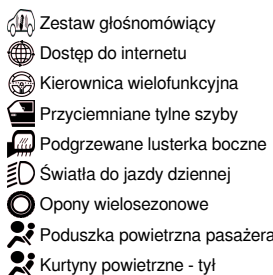 Zestaw głośnomówiący
Dostęp do internetu
Kierownica wielofunkcyjna
Przyciemniane tylne szyby
Podgrzewane lusterka boczne
Światła do jazdy dziennej
Opony wielosezonowe
Poduszka powietrzna pasażera
Kurtyny powietrzne - tył